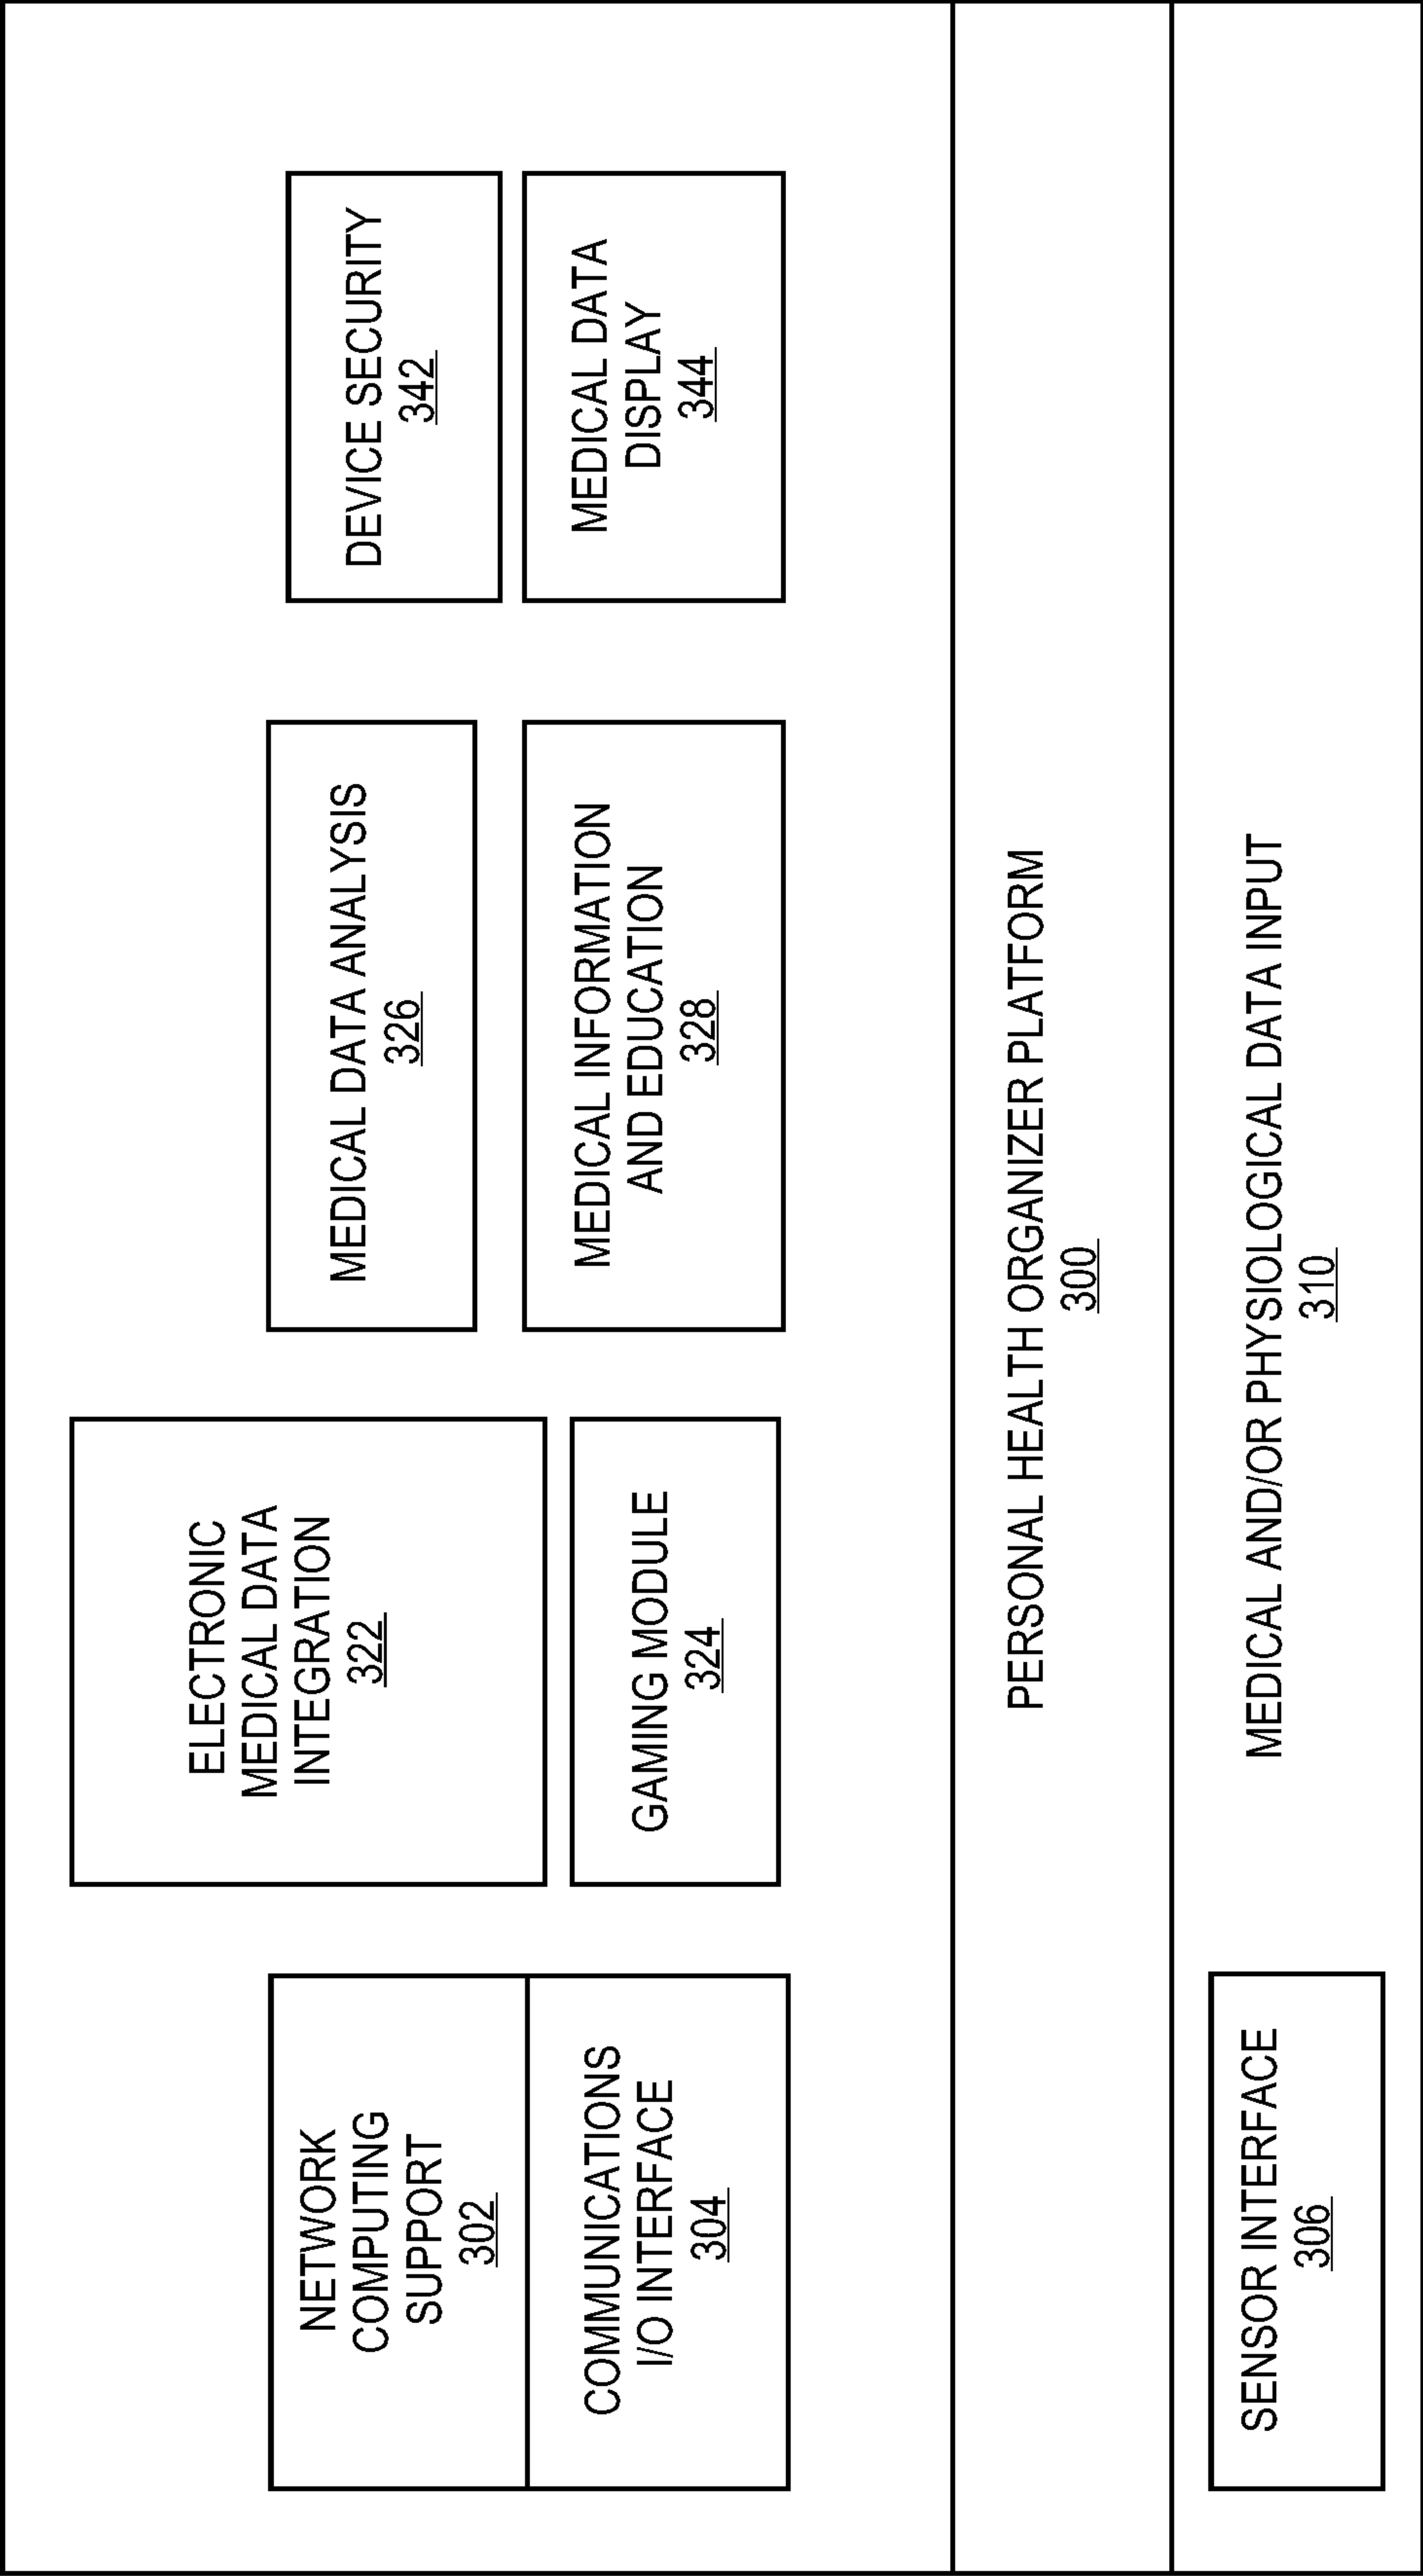 NETWORK
COMPUTING
SUPPORT
302
COMMUNICATIONS
I/O INTERFACE
304
ELECTRONIC
MEDICAL DATA
INTEGRATION
322
GAMING MODULE
324
MEDICAL DATA ANALYSIS
326
MEDICAL INFORMATION
AND EDUCATION
328
DEVICE SECURITY
342
MEDICAL DATA
DISPLAY
344
PERSONAL HEALTH ORGANIZER PLATFORM
300
SENSOR INTERFACE
306
MEDICAL AND/OR PHYSIOLOGICAL DATA INPUT
310